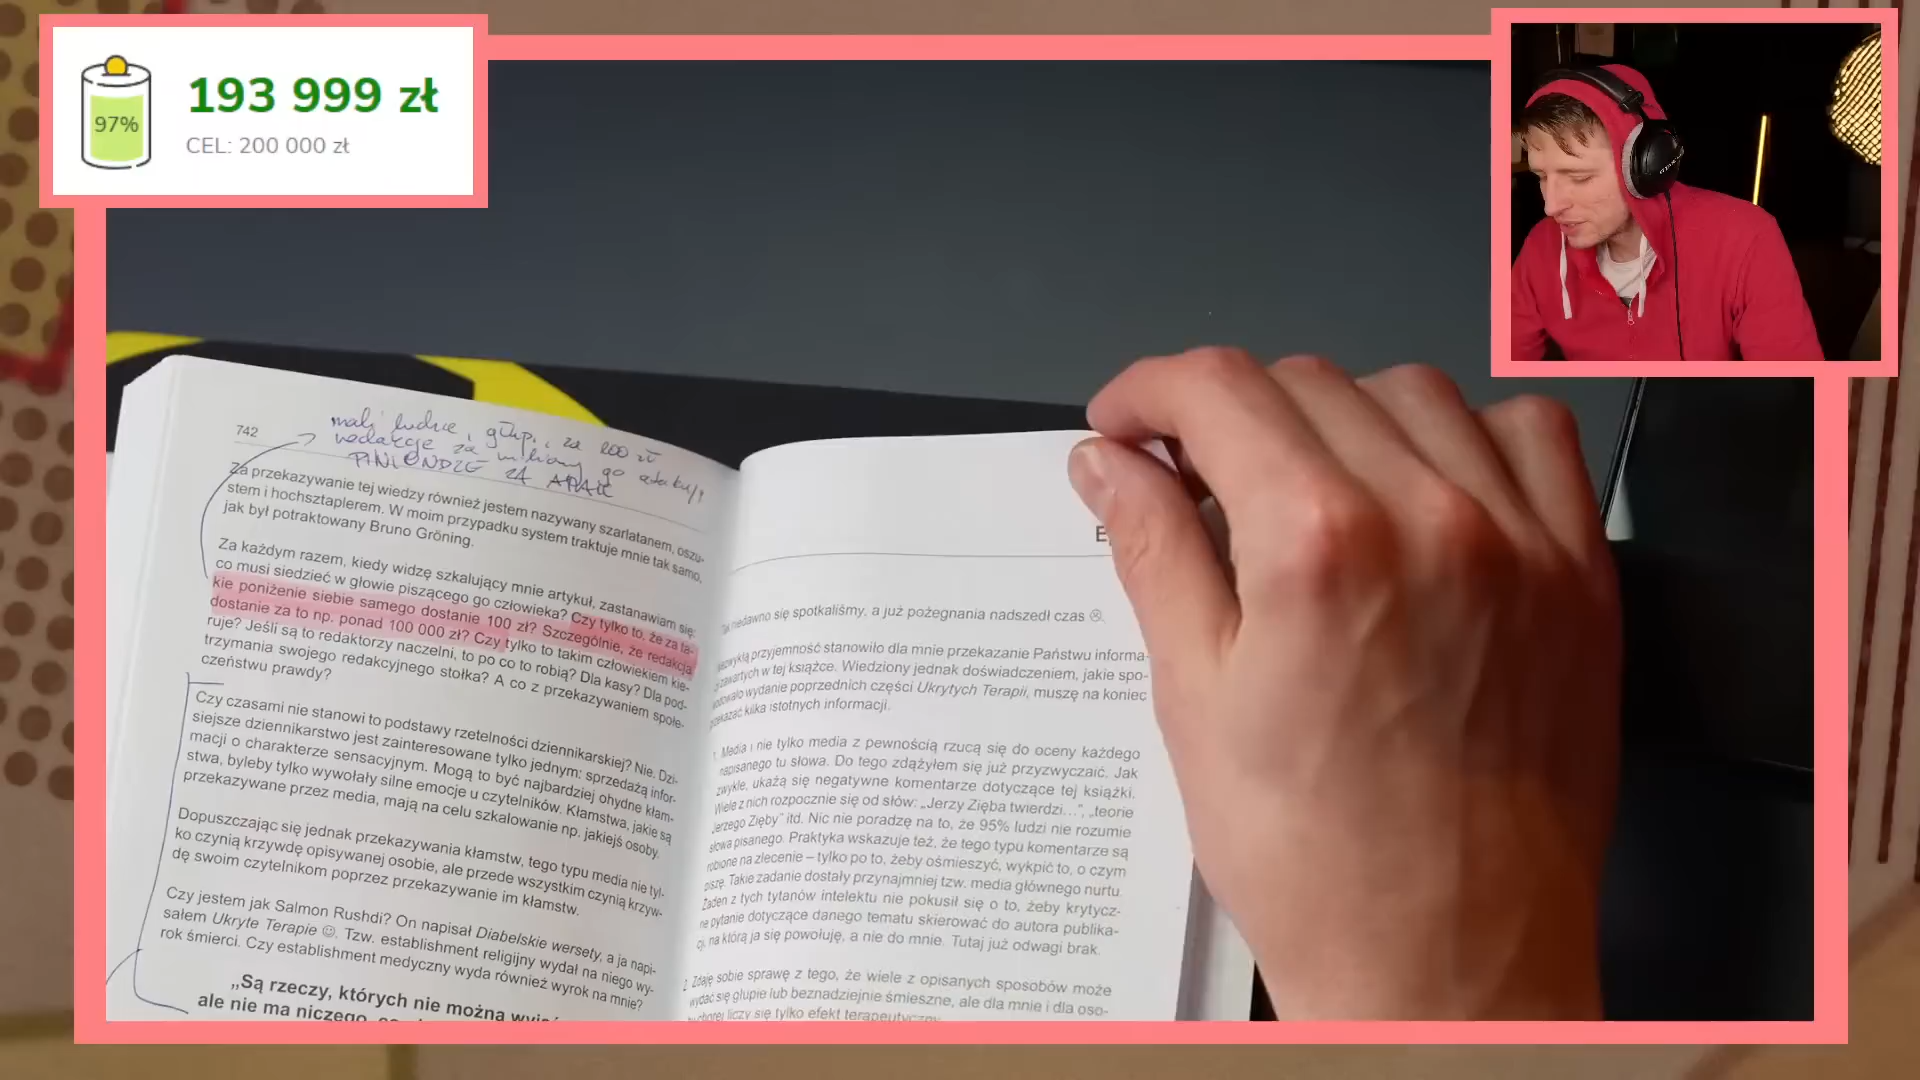 193 999 zł
97%
CEL: 200 000 zł
742
mali ludzie, głupi, za 100 zł
redakcje za miliony go atakują
PINIONDZE ZA
Za przekazywanie tej wiedzy również jestem nazywany szarlatanem, oszu-
stem i hochsztaplerem. W moim przypadku system traktuje mnie tak samo,
jak był potraktowany Bruno Gröning.
Za każdym razem, kiedy widzę szkalujący mnie artykuł, zastanawiam się:
co musi siedzieć w głowie piszącego go człowieka? Czy tylko to, że za ta-
kie poniżenie siebie samego dostanie 100 zł? Szczególnie, że redakcja
dostanie za to np. ponad 100 000 zł? Czy tylko to takim człowiekiem kie-
ruje? Jeśli są to redaktorzy naczelni, to po co to robią? Dla kasy? Dla pod-
trzymania swojego redakcyjnego stołka? A co z przekazywaniem społe-
czeństwu prawdy?
Czy czasami nie stanowi to podstawy rzetelności dziennikarskiej? Nie. Dzi-
siejsze dziennikarstwo jest zainteresowane tylko jednym: sprzedażą infor-
macji o charakterze sensacyjnym. Mogą to być najbardziej ohydne kłam-
stwa, byleby tylko wywołały silne emocje u czytelników. Kłamstwa, jakie są
przekazywane przez media, mają na celu szkalowanie np. jakiejś osoby.
Dopuszczając się jednak przekazywania kłamstw, tego typu media nie tyl-
ko czynią krzywdę opisywanej osobie, ale przede wszystkim czynią krzyw-
dę swoim czytelnikom poprzez przekazywanie im kłamstw.
Czy jestem jak Salmon Rushdi? On napisał Diabelskie wersety, a ja napi-
sałem Ukryte Terapie ☺. Tzw. establishment religijny wydał na niego wy-
rok śmierci. Czy establishment medyczny wyda również wyrok na mnie?
„Są rzeczy, których nie można
ale nie ma niczego,
niedawno się spotkaliśmy, a już pożegnania nadszedł czas ☹.
przyjemność stanowiło dla mnie przekazanie Państwu informa-
zawartych w tej książce. Wiedziony jednak doświadczeniem, jakie spo-
wydanie poprzednich części Ukrytych Terapii, muszę na koniec
przekazać kilka istotnych informacji.
1. Media i nie tylko media z pewnością rzucą się do oceny każdego
napisanego tu słowa. Do tego zdążyłem się już przyzwyczaić. Jak
zwykle, ukażą się negatywne komentarze dotyczące tej książki.
Wiele z nich rozpocznie się od słów: „Jerzy Zięba twierdzi…”, „teorie
Jerzego Zięby” itd. Nic nie poradzę na to, że 95% ludzi nie rozumie
słowa pisanego. Praktyka wskazuje też, że tego typu komentarze są
robione na zlecenie – tylko po to, żeby ośmieszyć, wykpić to, o czym
piszę. Takie zadanie dostały przynajmniej tzw. media głównego nurtu.
Żaden z tych tytanów intelektu nie pokusił się o to, żeby krytycz-
ne pytanie dotyczące danego tematu skierować do autora publika-
cji, na którą ja się powołuję, a nie do mnie. Tutaj już odwagi brak.
2. Zdaję sobie sprawę z tego, że wiele z opisanych sposobów może
wydać się głupie lub beznadziejnie śmieszne, ale dla mnie i dla oso-
by chorej liczy się tylko efekt terapeutyczny